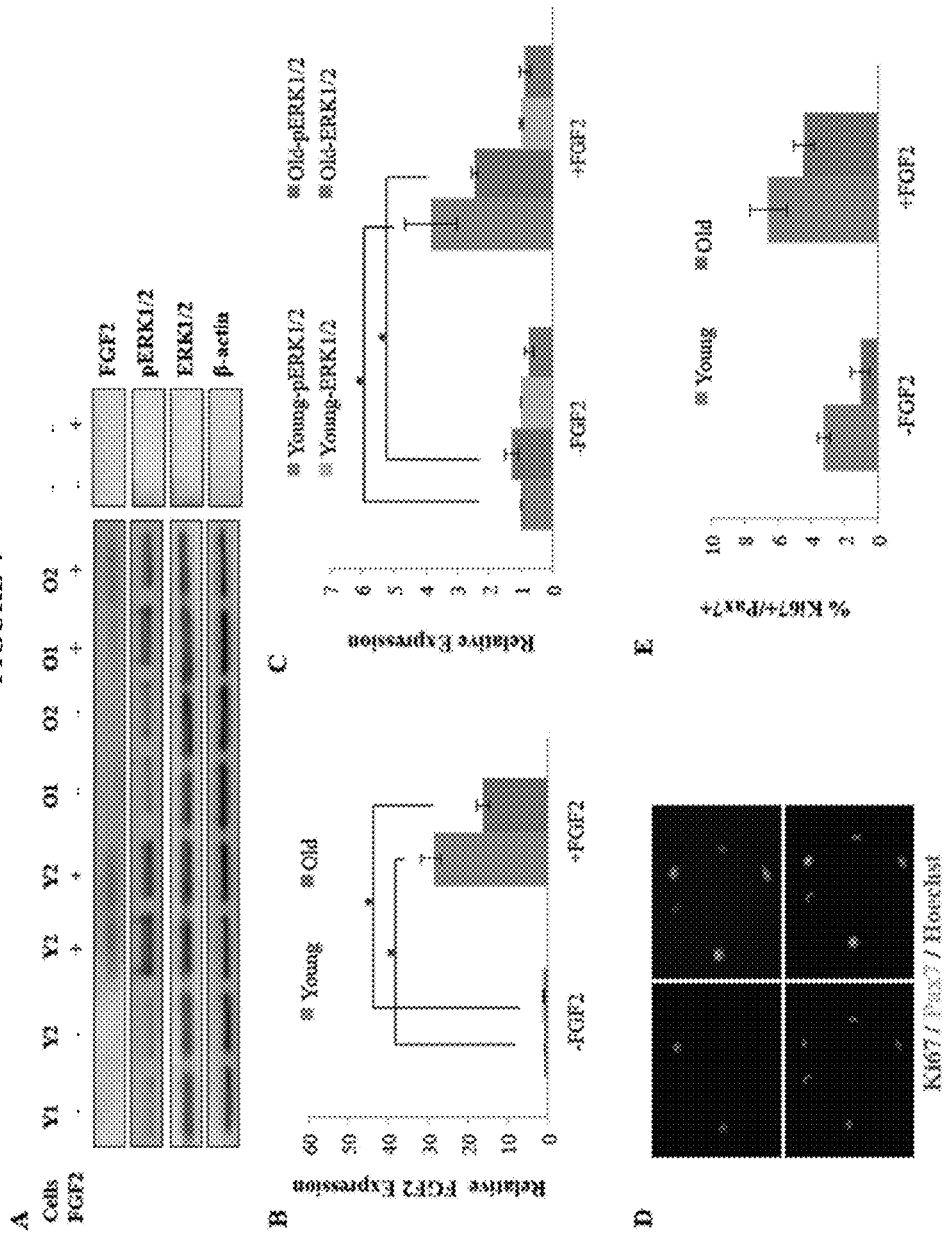 A
Cells Y1 Y2 Y2 Y2 O1 O2 O1 O2 - -
FGF2 - - + + - - + + - +
FGF2
pERK1/2
ERK1/2
β-actin
B
Relative FGF2 Expression
60
50
40
30
20
10
0
Young Old
* *
-FGF2 +FGF2
C
Relative Expression
7
6
5
4
3
2
1
0
Young-pERK1/2 Old-pERK1/2
Young-ERK1/2 Old-ERK1/2
* *
-FGF2 +FGF2
D
Ki67 / Pax7 / Hoechst
E
% Ki67+/Pax7+
10
8
6
4
2
0
Young Old
-FGF2 +FGF2